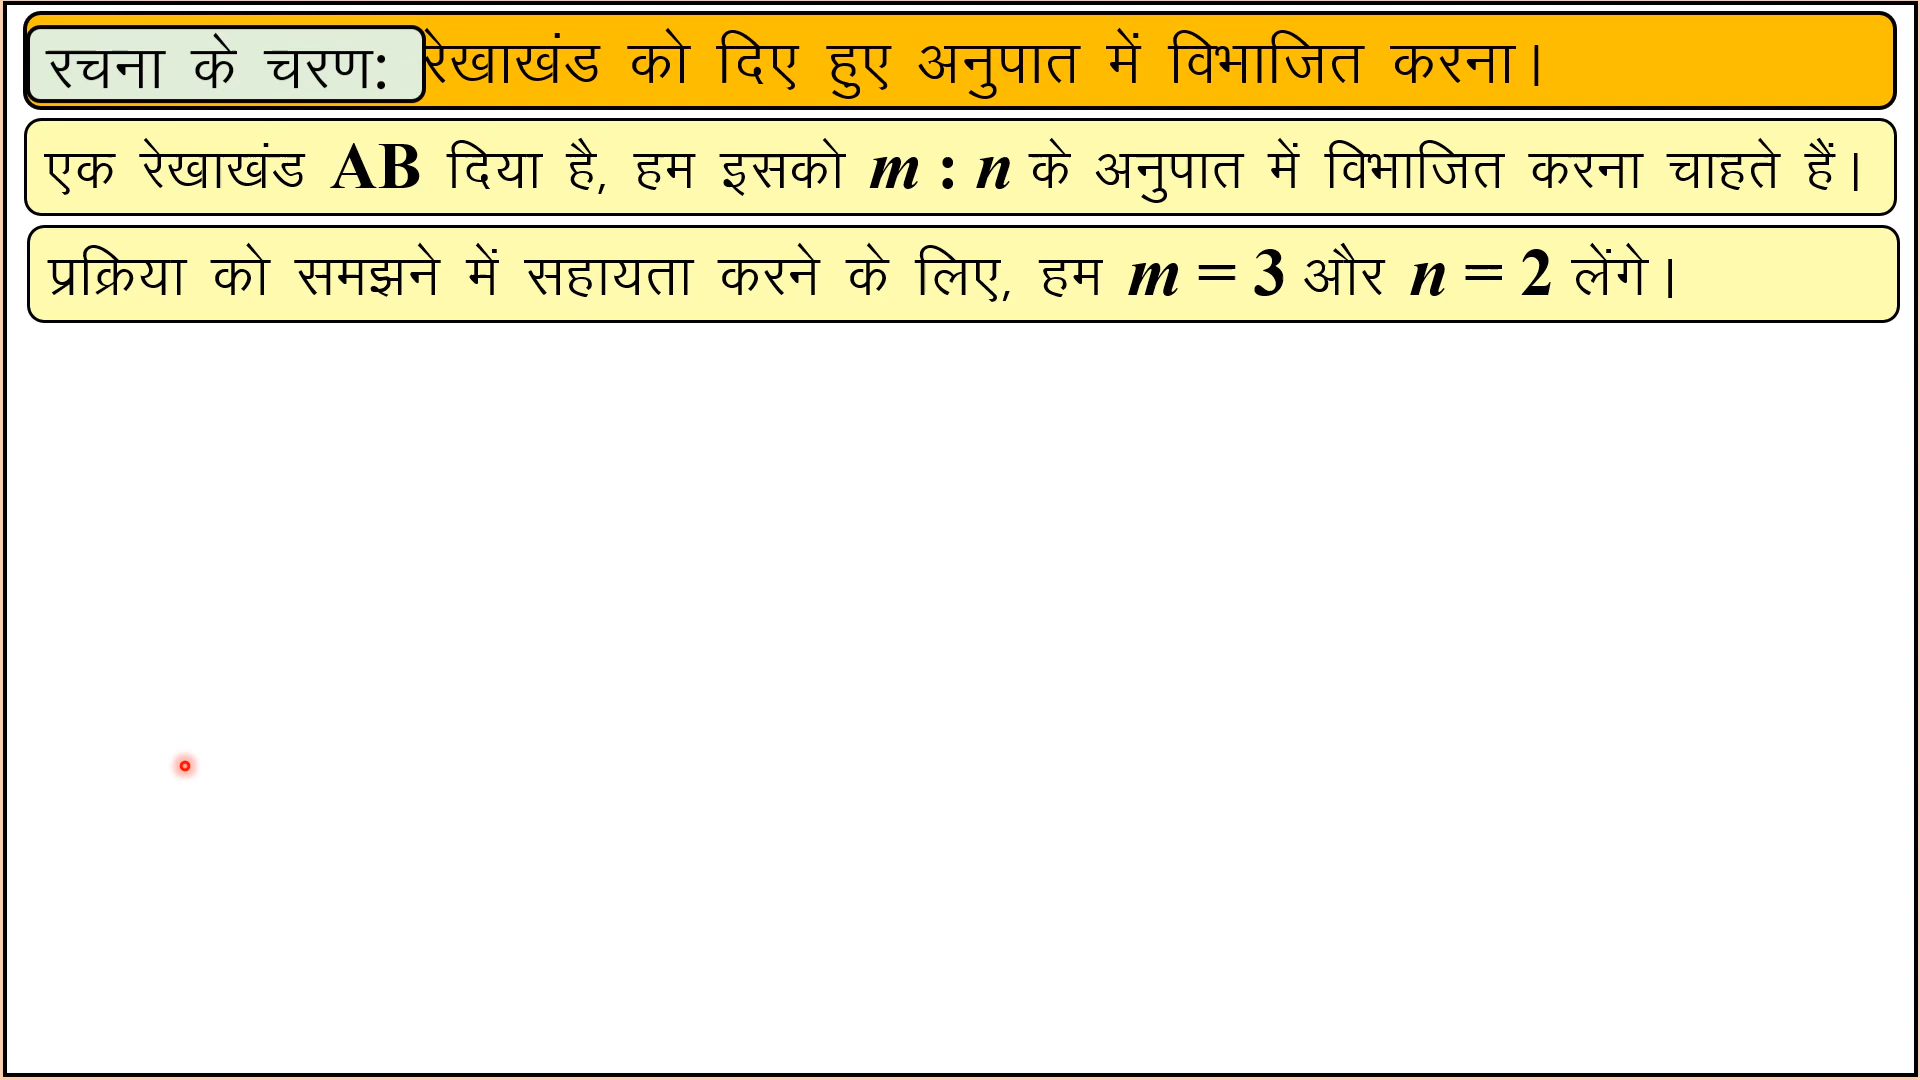 रचना के चरण: रेखाखंड को दिए हुए अनुपात में विभाजित करना।
एक रेखाखंड AB दिया है, हम इसको m : n के अनुपात में विभाजित करना चाहते हैं।
प्रक्रिया को समझने में सहायता करने के लिए, हम m = 3 और n = 2 लेंगे।